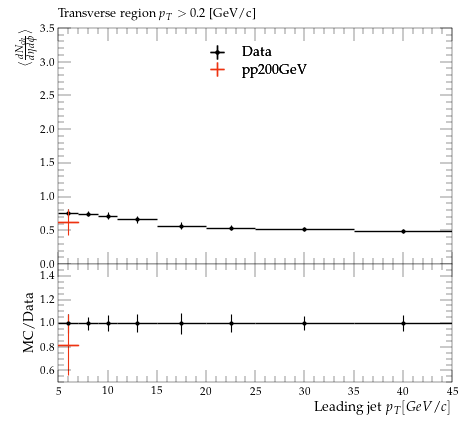 Transverse region p_T > 0.2 [GeV/c]
⟨dN_ch/dηdϕ⟩
3.5
3.0
2.5
2.0
1.5
1.0
0.5
0.0
Data
pp200GeV
MC/Data
1.4
1.2
1.0
0.8
0.6
5 10 15 20 25 30 35 40 45
Leading jet p_T[GeV/c]